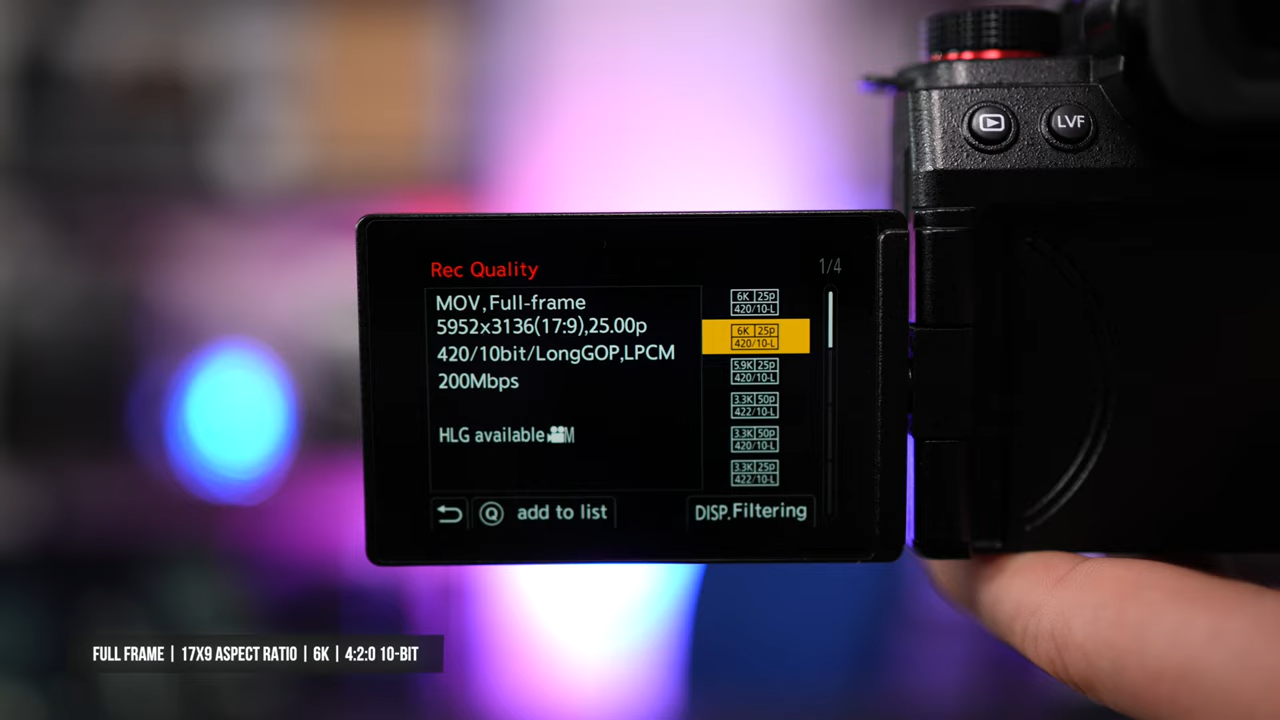 LVF
Rec Quality
1/4
MOV,Full-frame
5952x3136(17:9),25.00p
420/10bit/LongGOP,LPCM
200Mbps
HLG available M
6K 25p
420/10-L
6K 25p
420/10-L
5.9K 25p
420/10-L
3.3K 50p
422/10-L
3.3K 50p
420/10-L
3.3K 25p
422/10-L
Q add to list
DISP.Filtering
FULL FRAME | 17X9 ASPECT RATIO | 6K | 4:2:0 10-BIT